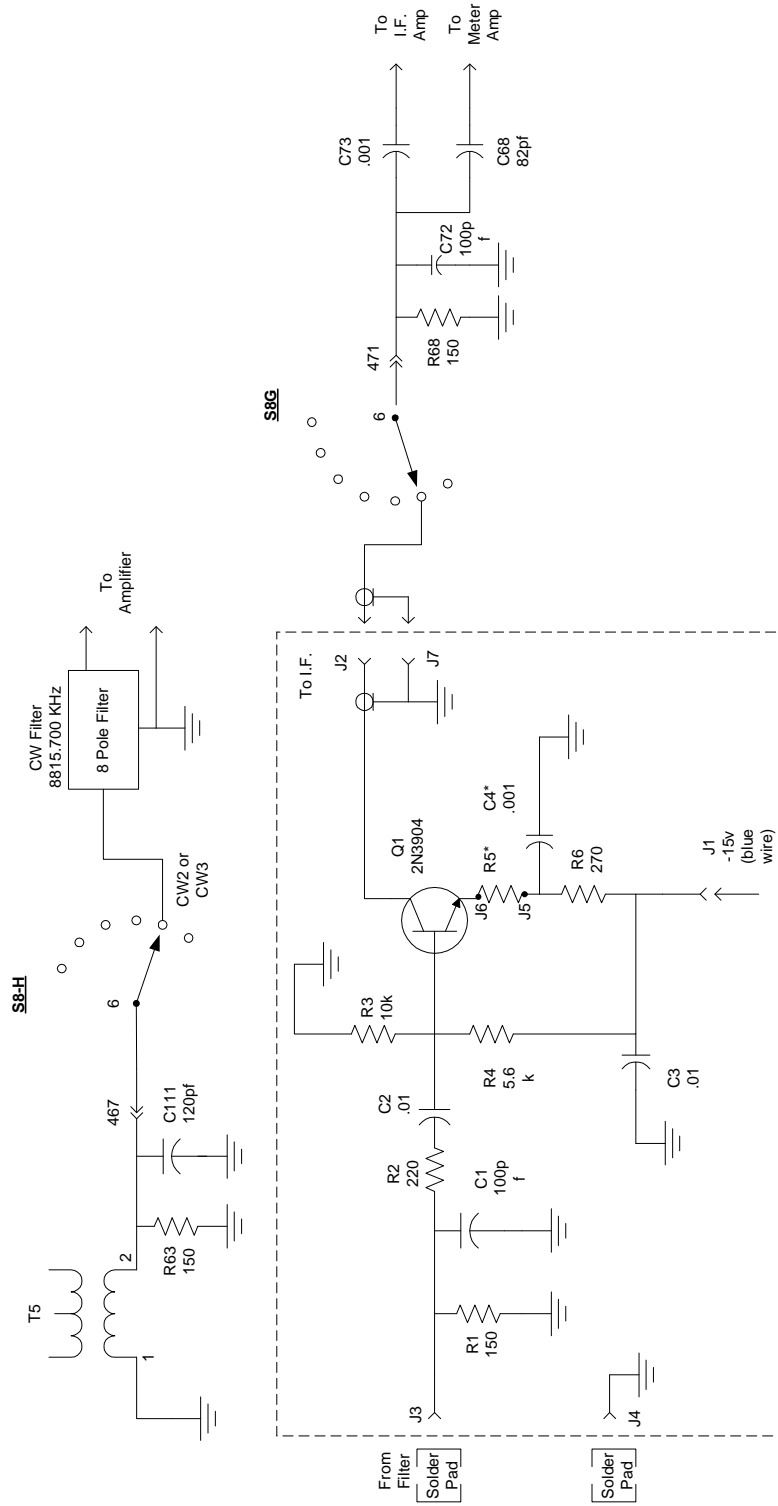 T5
1
2
R63
150
C111
120pf
467
6
S8-H
CW2 or
CW3
CW Filter
8815.700 KHz
8 Pole Filter
To
Amplifier
From
Filter
Solder
Pad
J3
Solder
Pad
J4
R1
150
C1
100p
f
R2
220
C2
.01
R3
10k
R4
5.6
k
C3
.01
Q1
2N3904
J6
R5*
J5
C4*
.001
R6
270
J1
-15v
(blue
wire)
To I.F.
J2
J7
S8G
6
471
R68
150
C72
100p
f
C73
.001
C68
82pf
To
I.F.
Amp
To
Meter
Amp